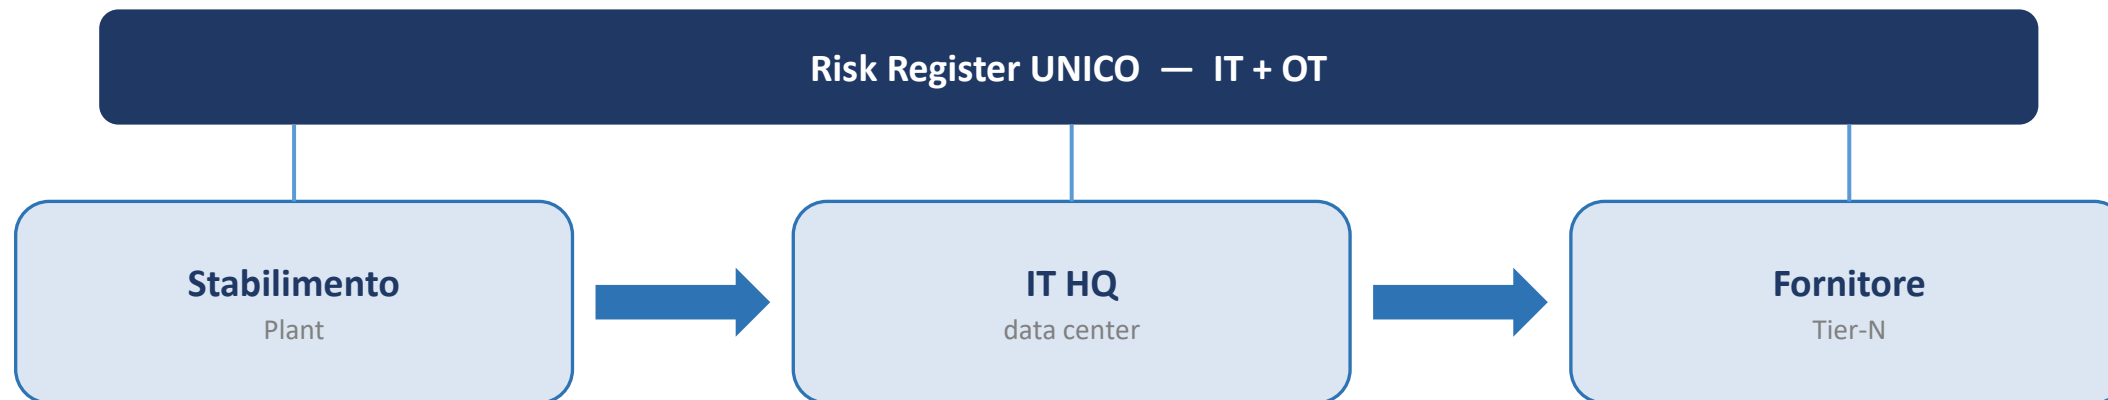 Risk Register UNICO — IT + OT
Stabilimento
Plant
IT HQ
data center
Fornitore
Tier-N